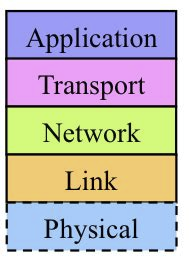 Application
Transport
Network
Link
Physical